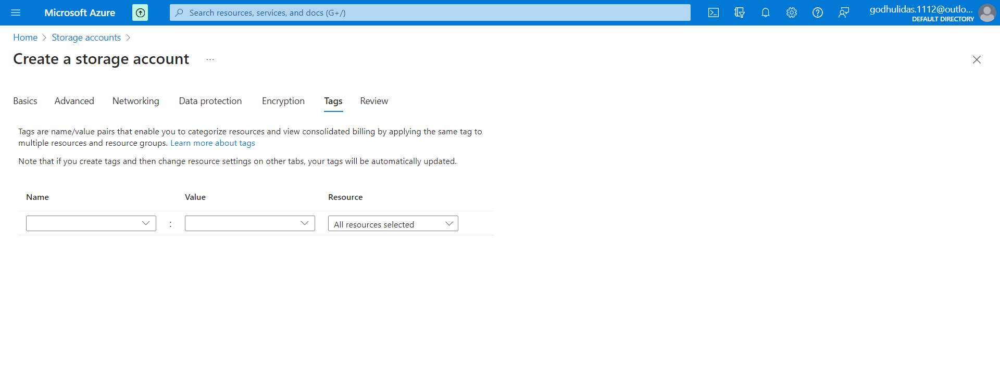 Microsoft Azure
Search resources, services, and docs (G+/)
godhulidas.1112@outlo...
DEFAULT DIRECTORY
Home > Storage accounts >
Create a storage account ...
Basics Advanced Networking Data protection Encryption Tags Review
Tags are name/value pairs that enable you to categorize resources and view consolidated billing by applying the same tag to
multiple resources and resource groups. Learn more about tags
Note that if you create tags and then change resource settings on other tabs, your tags will be automatically updated.
Name Value Resource
: All resources selected